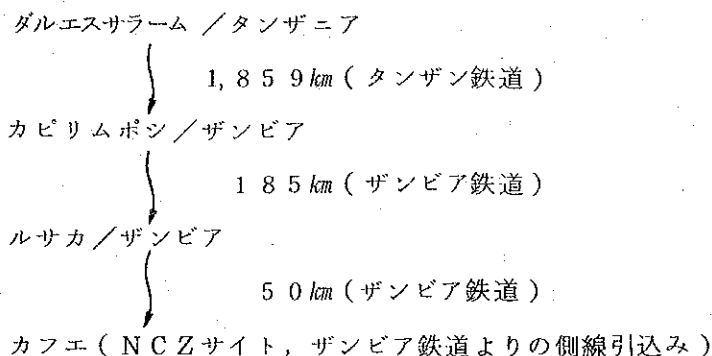 ダルエスサラーム／タンザニア
1,859km(タンザン鉄道)
カピリムポシ／ザンビア
185km(ザンビア鉄道)
ルサカ／ザンビア
50km(ザンビア鉄道)
カフエ(NCZサイト,ザンビア鉄道よりの側線引込み)